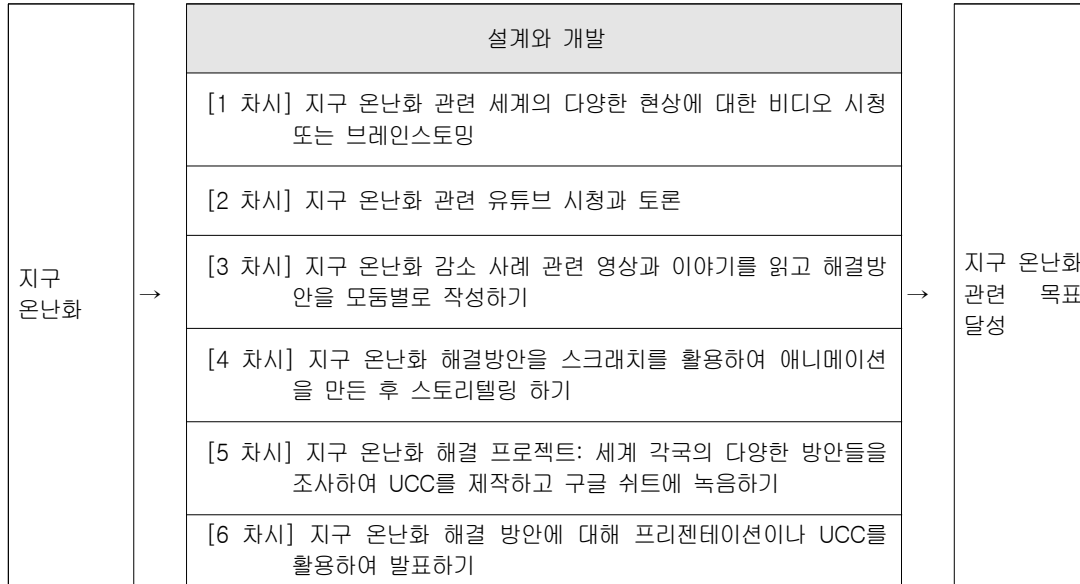 지구
온난화
→
설계와 개발
[1 차시] 지구 온난화 관련 세계의 다양한 현상에 대한 비디오 시청
또는 브레인스토밍
[2 차시] 지구 온난화 관련 유튜브 시청과 토론
[3 차시] 지구 온난화 감소 사례 관련 영상과 이야기를 읽고 해결방
안을 모둠별로 작성하기
[4 차시] 지구 온난화 해결방안을 스크래치를 활용하여 애니메이션
을 만든 후 스토리텔링 하기
[5 차시] 지구 온난화 해결 프로젝트: 세계 각국의 다양한 방안들을
조사하여 UCC를 제작하고 구글 쉬트에 녹음하기
[6 차시] 지구 온난화 해결 방안에 대해 프리젠테이션이나 UCC를
활용하여 발표하기
→
지구 온난화
관련 목표
달성